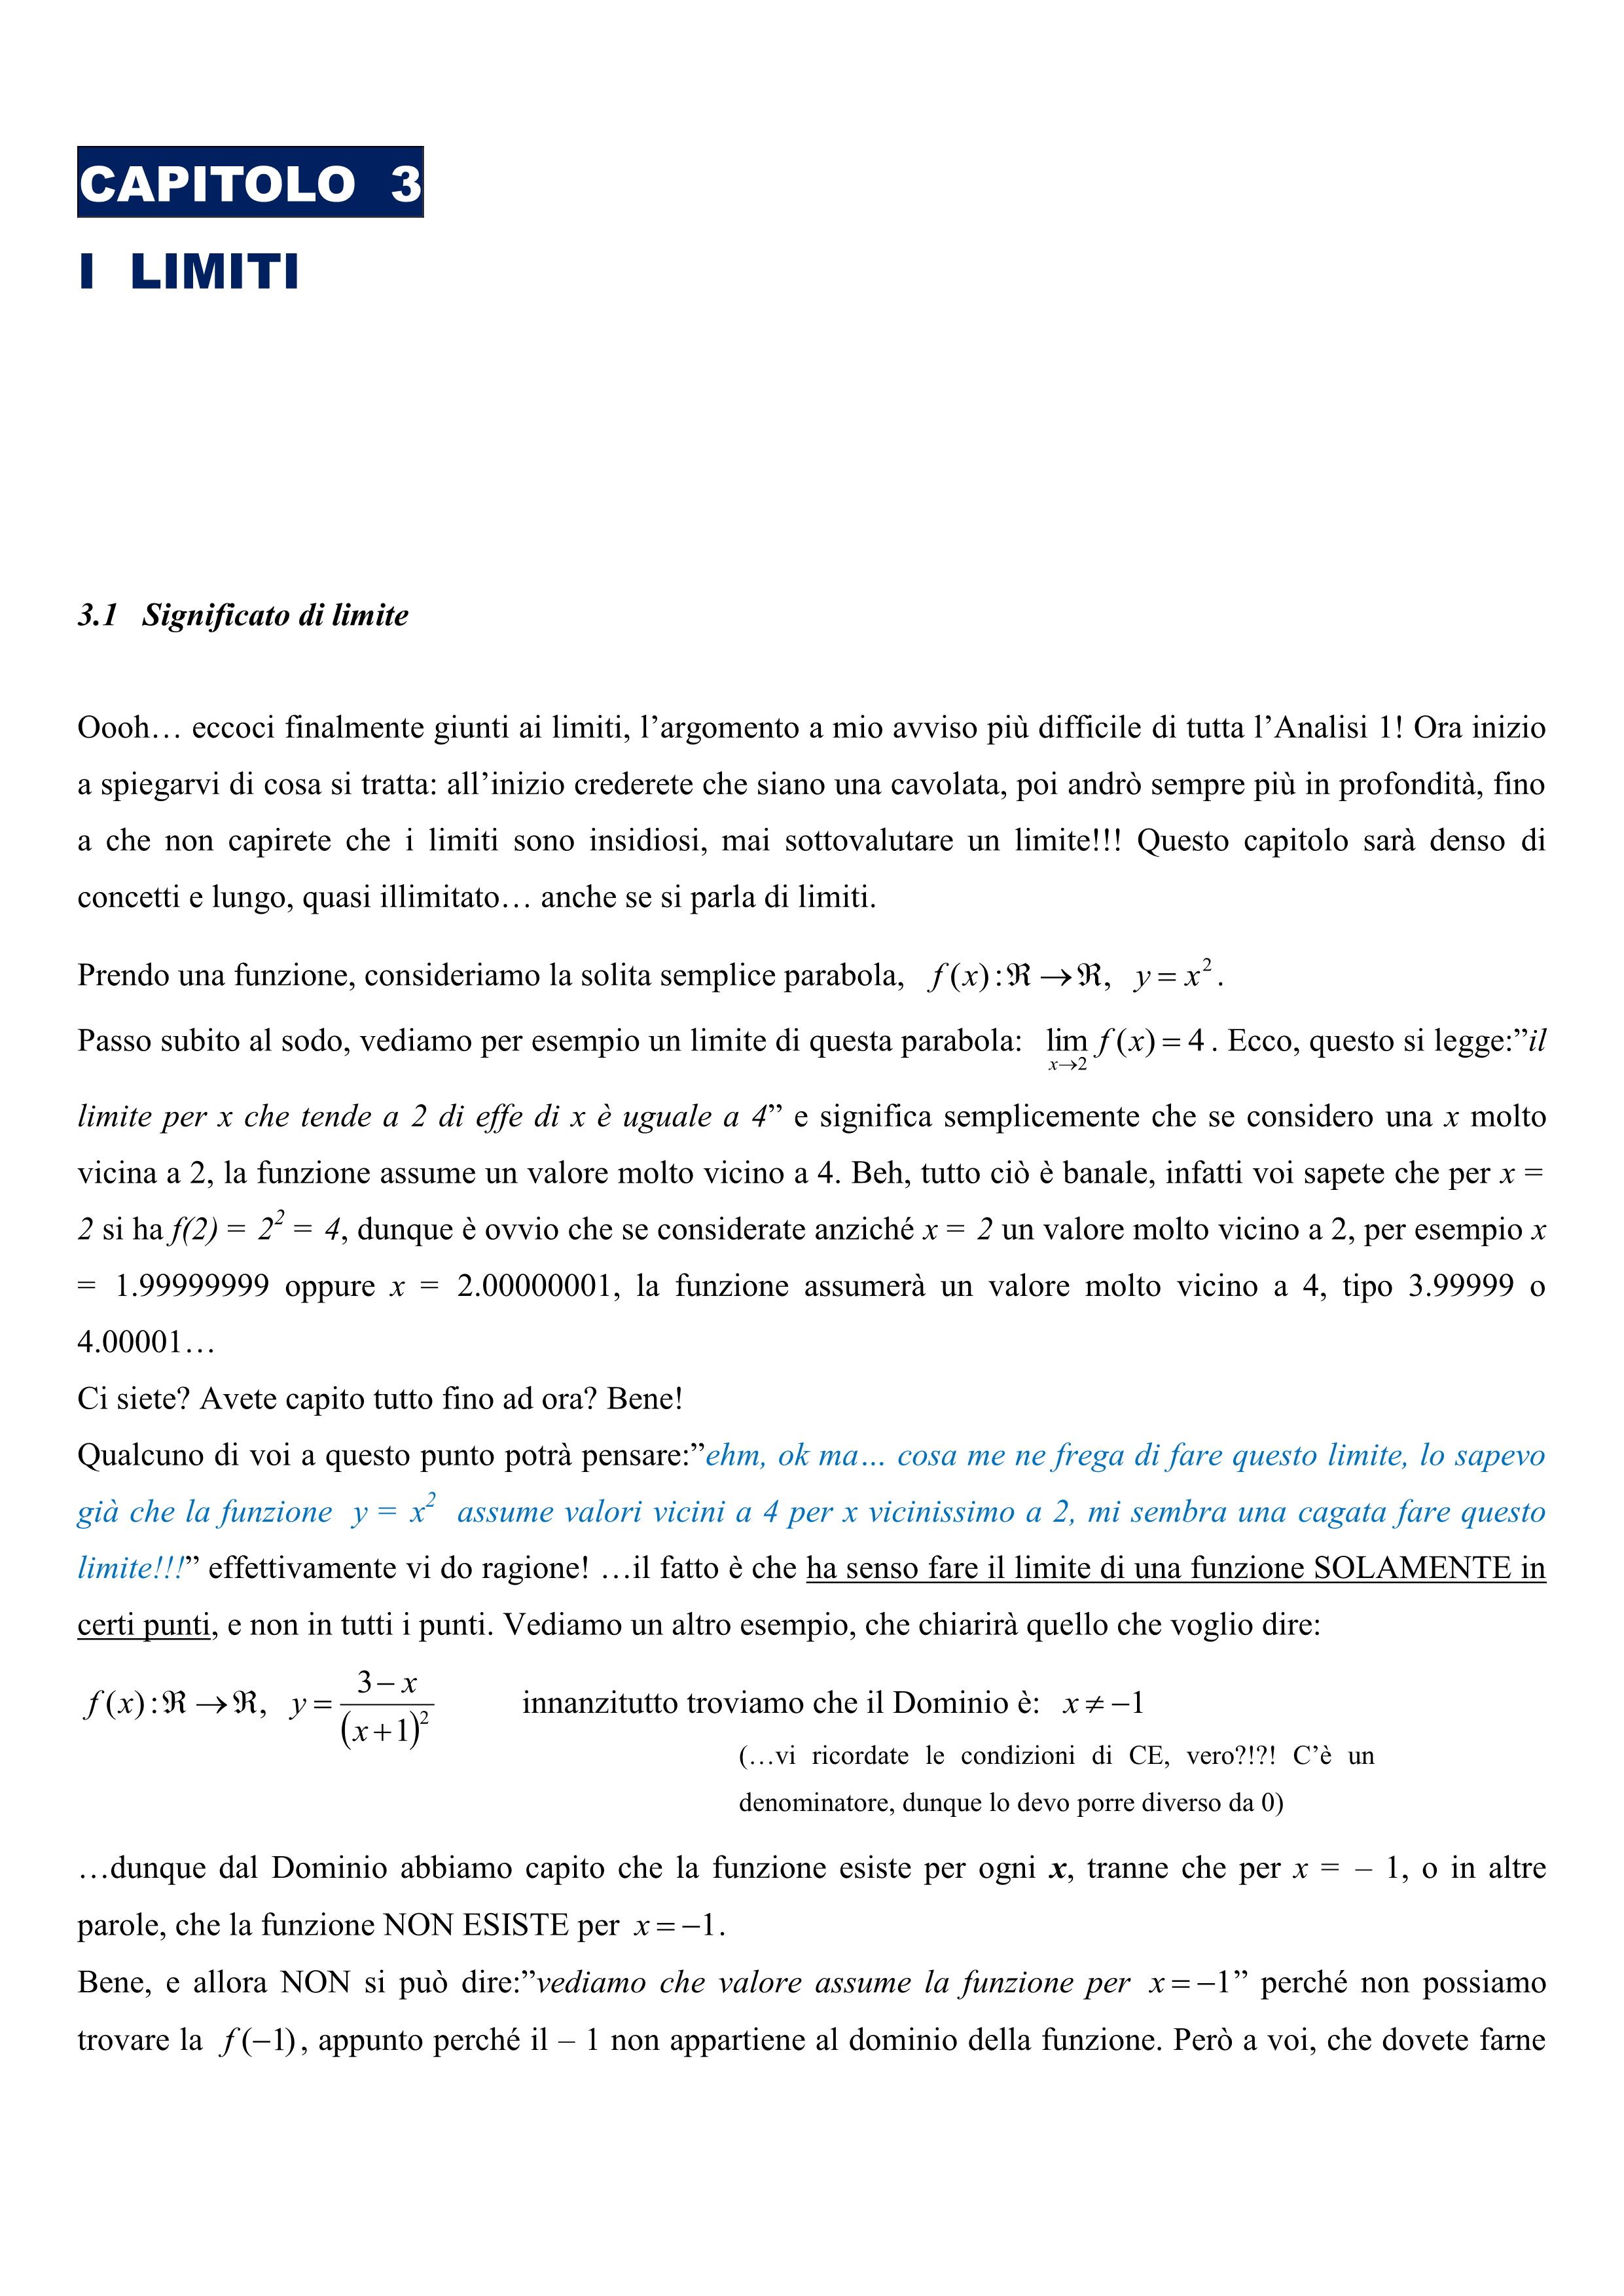 CAPITOLO 3
I LIMITI
3.1 Significato di limite
Oooh… eccoci finalmente giunti ai limiti, l’argomento a mio avviso più difficile di tutta l’Analisi 1! Ora inizio
a spiegarvi di cosa si tratta: all’inizio crederete che siano una cavolata, poi andrò sempre più in profondità, fino
a che non capirete che i limiti sono insidiosi, mai sottovalutare un limite!!! Questo capitolo sarà denso di
concetti e lungo, quasi illimitato… anche se si parla di limiti.
Prendo una funzione, consideriamo la solita semplice parabola, f(x):ℜ→ℜ, y = x².
Passo subito al sodo, vediamo per esempio un limite di questa parabola: lim x→2 f(x) = 4. Ecco, questo si legge:”il
limite per x che tende a 2 di effe di x è uguale a 4” e significa semplicemente che se considero una x molto
vicina a 2, la funzione assume un valore molto vicino a 4. Beh, tutto ciò è banale, infatti voi sapete che per x =
2 si ha f(2) = 2² = 4, dunque è ovvio che se considerate anziché x = 2 un valore molto vicino a 2, per esempio x
= 1.99999999 oppure x = 2.00000001, la funzione assumerà un valore molto vicino a 4, tipo 3.99999 o
4.00001…
Ci siete? Avete capito tutto fino ad ora? Bene!
Qualcuno di voi a questo punto potrà pensare:”ehm, ok ma… cosa me ne frega di fare questo limite, lo sapevo
già che la funzione y = x² assume valori vicini a 4 per x vicinissimo a 2, mi sembra una cagata fare questo
limite!!!” effettivamente vi do ragione! …il fatto è che ha senso fare il limite di una funzione SOLAMENTE in
certi punti, e non in tutti i punti. Vediamo un altro esempio, che chiarirà quello che voglio dire:
f(x):ℜ→ℜ, y = (3 − x)/(x + 1)² innanzitutto troviamo che il Dominio è: x ≠ −1
(…vi ricordate le condizioni di CE, vero?!?! C’è un
denominatore, dunque lo devo porre diverso da 0)
…dunque dal Dominio abbiamo capito che la funzione esiste per ogni x, tranne che per x = – 1, o in altre
parole, che la funzione NON ESISTE per x = −1.
Bene, e allora NON si può dire:”vediamo che valore assume la funzione per x = −1” perché non possiamo
trovare la f(−1), appunto perché il – 1 non appartiene al dominio della funzione. Però a voi, che dovete farne